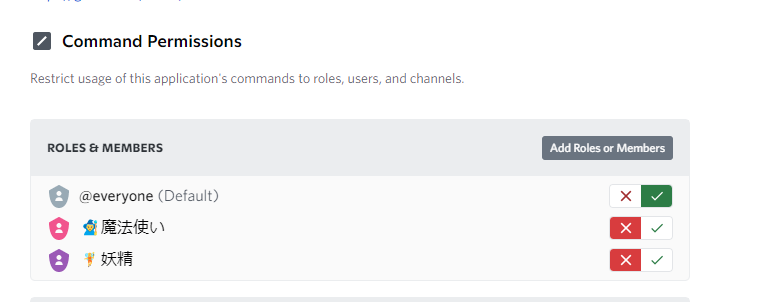 Command Permissions
Restrict usage of this application's commands to roles, users, and channels.
ROLES & MEMBERS
Add Roles or Members
@everyone (Default)
魔法使い
妖精